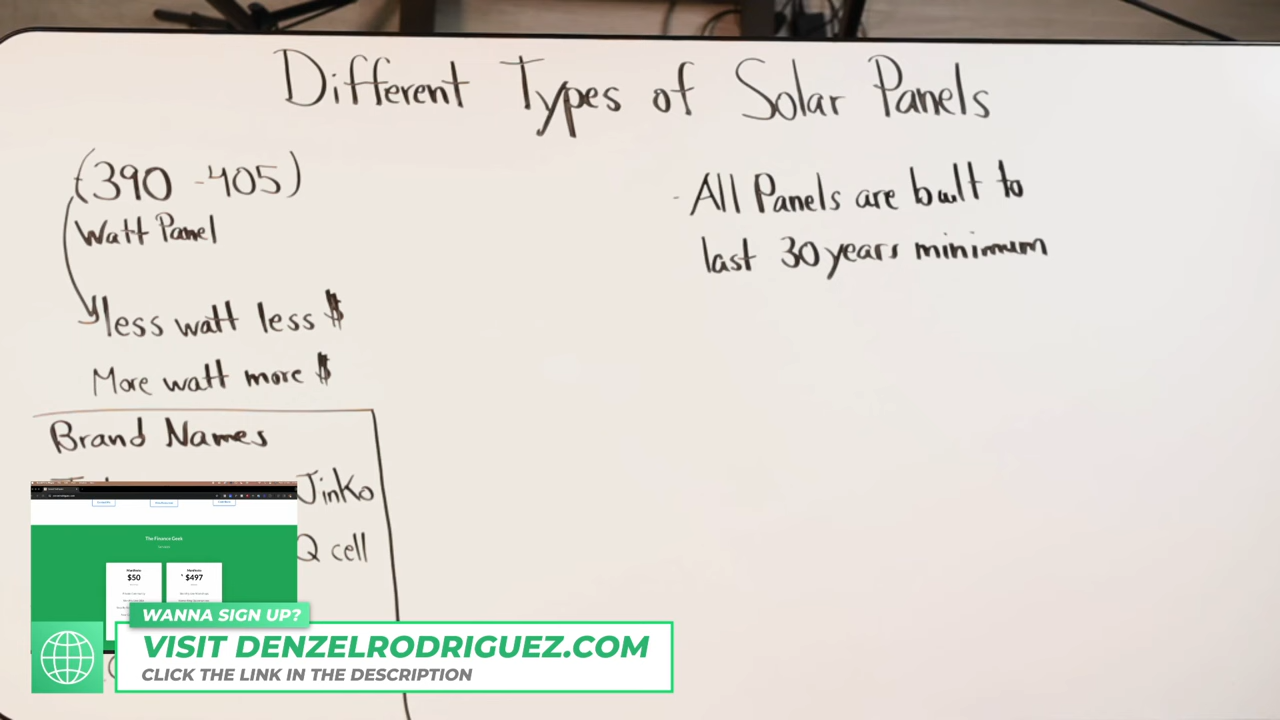 Different Types of Solar Panels
(390 - 405)
Watt Panel
less watt less $
More watt more $
Brand Names
Jinko
Q cell
- All Panels are built to
last 30 years minimum
The Finance Geek
$50
$497
WANNA SIGN UP?
VISIT DENZELRODRIGUEZ.COM
CLICK THE LINK IN THE DESCRIPTION